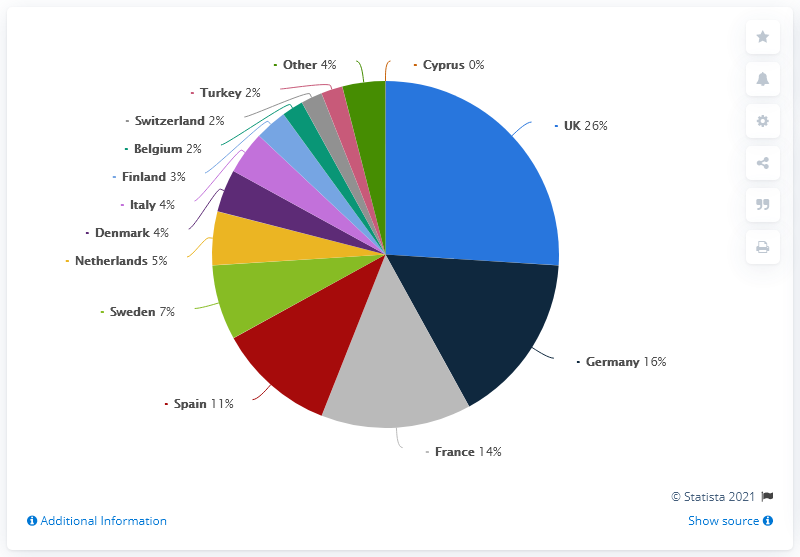 Other 4%
Cyprus 0%
Turkey 2%
Switzerland 2%
UK 26%
Belgium 2%
Finland 3%
Italy 4%
Denmark 4%
Netherlands 5%
Sweden 7%
Germany 16%
Spain 11%
France 14%
© Statista 2021
Additional Information
Show source